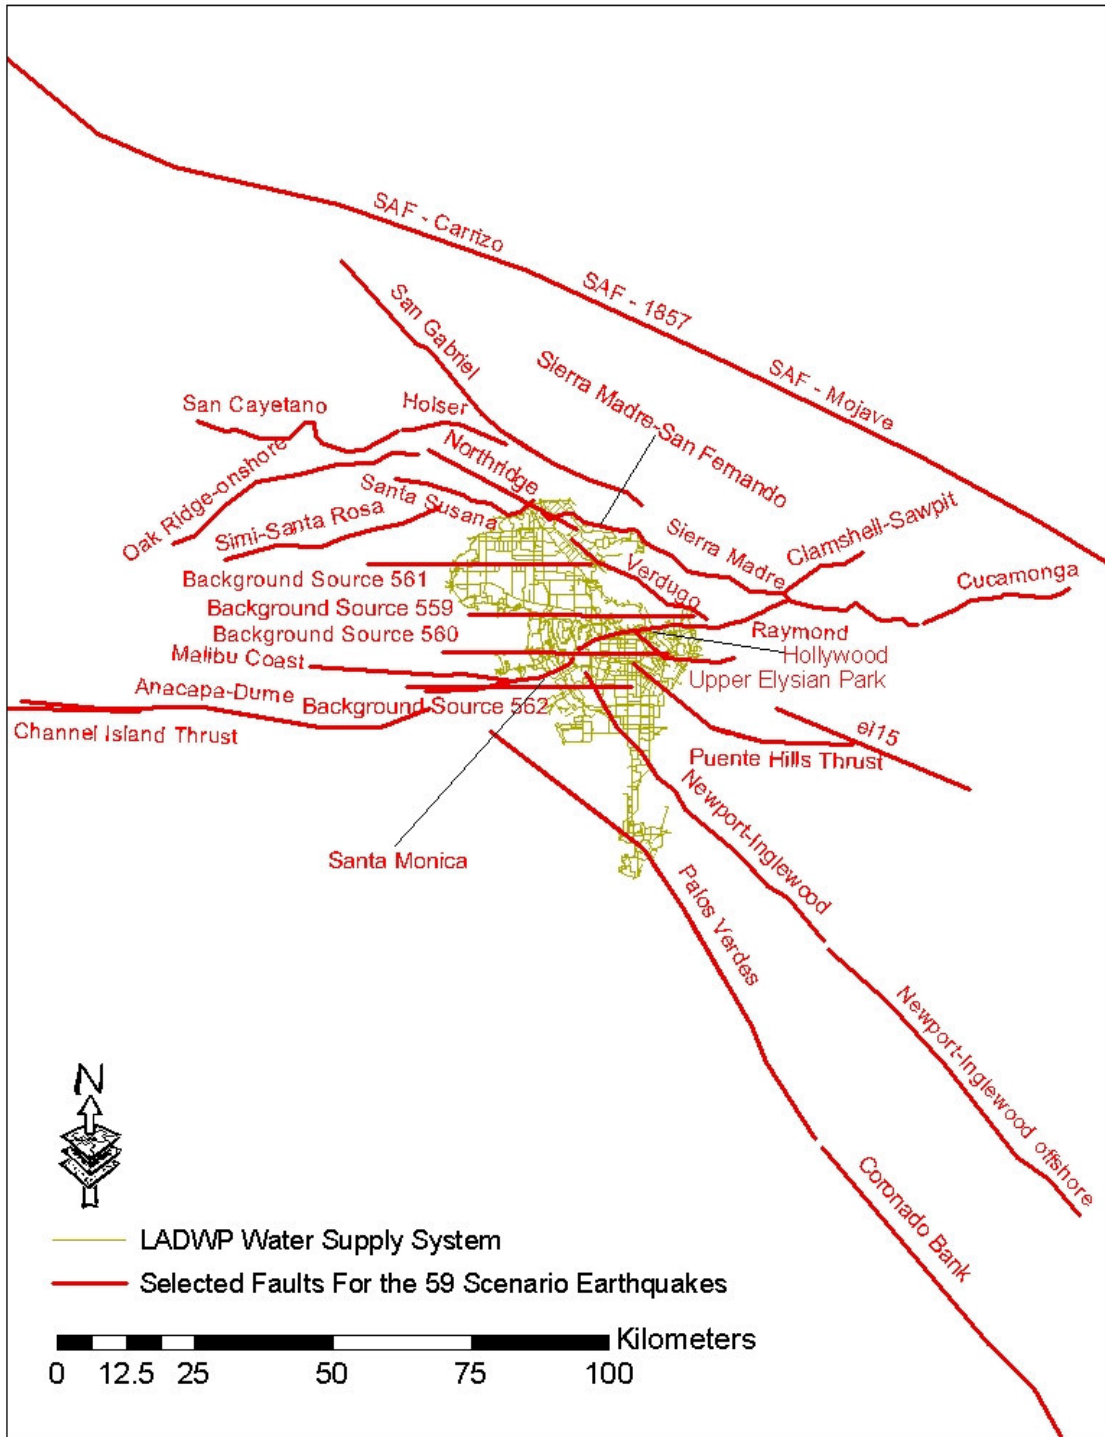 SAF - Carrizo
SAF - 1857
SAF - Mojave
San Gabriel
Sierra Madre-San Fernando
San Cayetano
Holser
Northridge
Oak Ridge-onshore
Santa Susana
Simi-Santa Rosa
Sierra Madre
Clamshell-Sawpit
Cucamonga
Verdugo
Background Source 561
Background Source 559
Background Source 560
Raymond
Hollywood
Malibu Coast
Upper Elysian Park
Anacapa-Dume
Background Source 562
Channel Island Thrust
el15
Puente Hills Thrust
Newport-Inglewood
Santa Monica
Palos Verdes
Newport-Inglewood offshore
Coronado Bank
N
LADWP Water Supply System
Selected Faults For the 59 Scenario Earthquakes
Kilometers
0 12.5 25 50 75 100